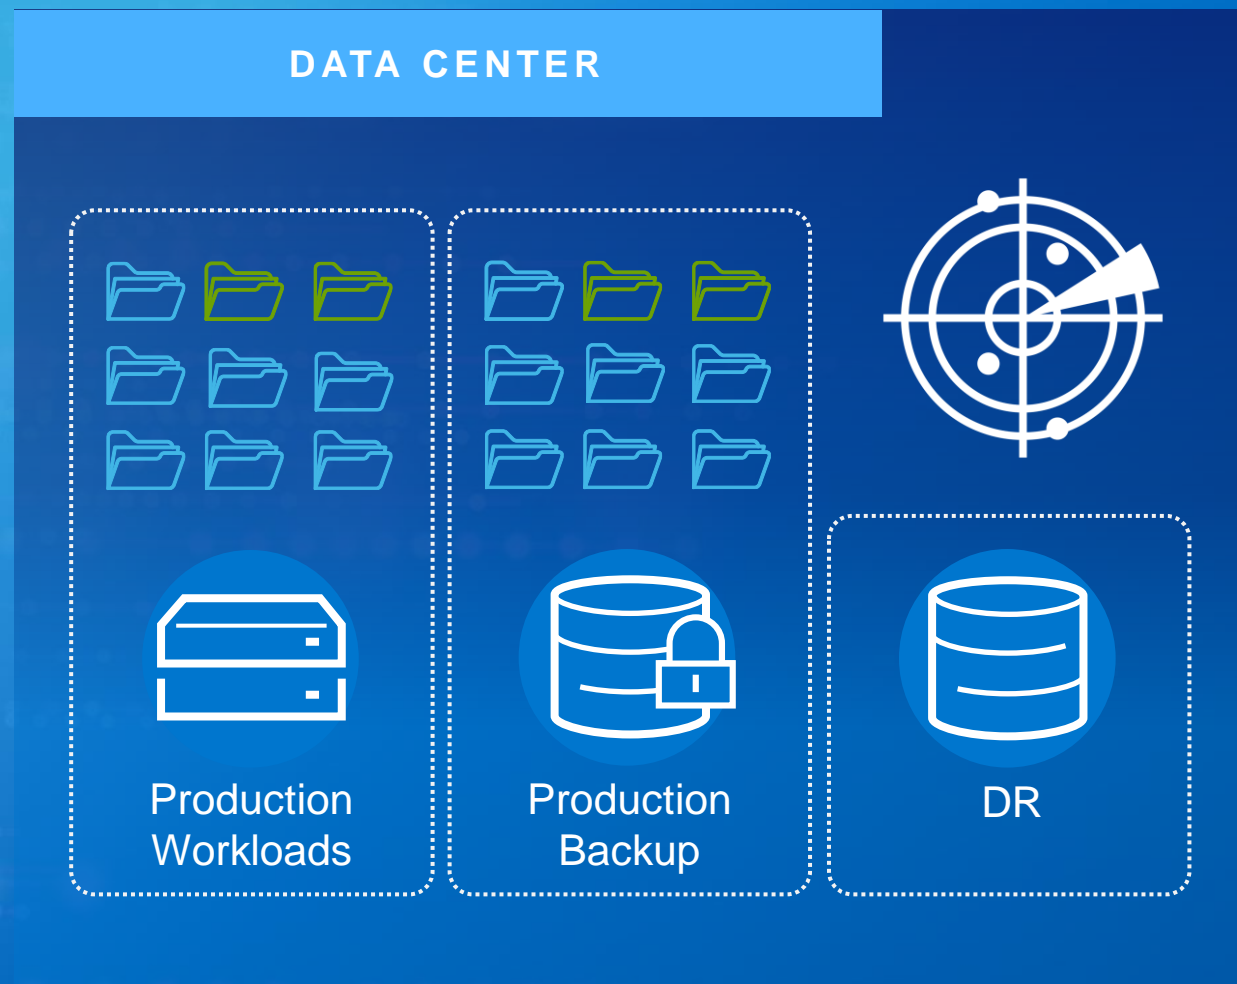 DATA CENTER
Production
Workloads
Production
Backup
DR